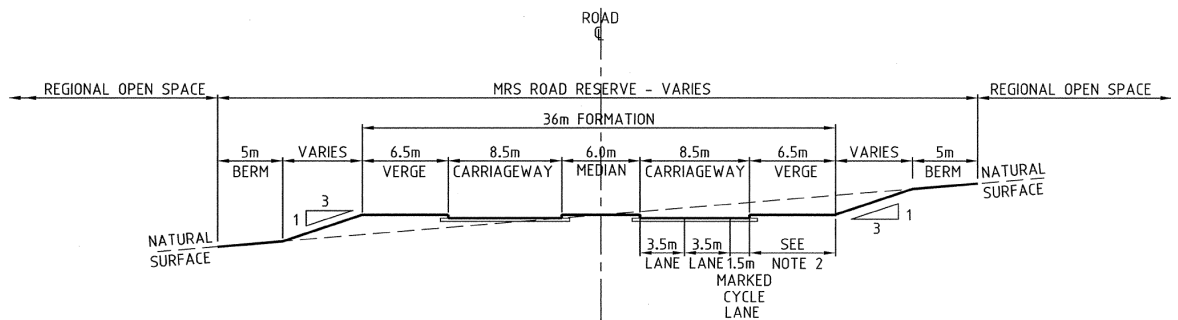 ROAD
℄
REGIONAL OPEN SPACE
MRS ROAD RESERVE - VARIES
REGIONAL OPEN SPACE
36m FORMATION
5m
BERM
VARIES
6.5m
VERGE
8.5m
CARRIAGEWAY
6.0m
MEDIAN
8.5m
CARRIAGEWAY
6.5m
VERGE
VARIES
5m
BERM
NATURAL
SURFACE
3
1
1
3
NATURAL
SURFACE
3.5m
LANE
3.5m
LANE
1.5m
MARKED
CYCLE
LANE
SEE
NOTE 2